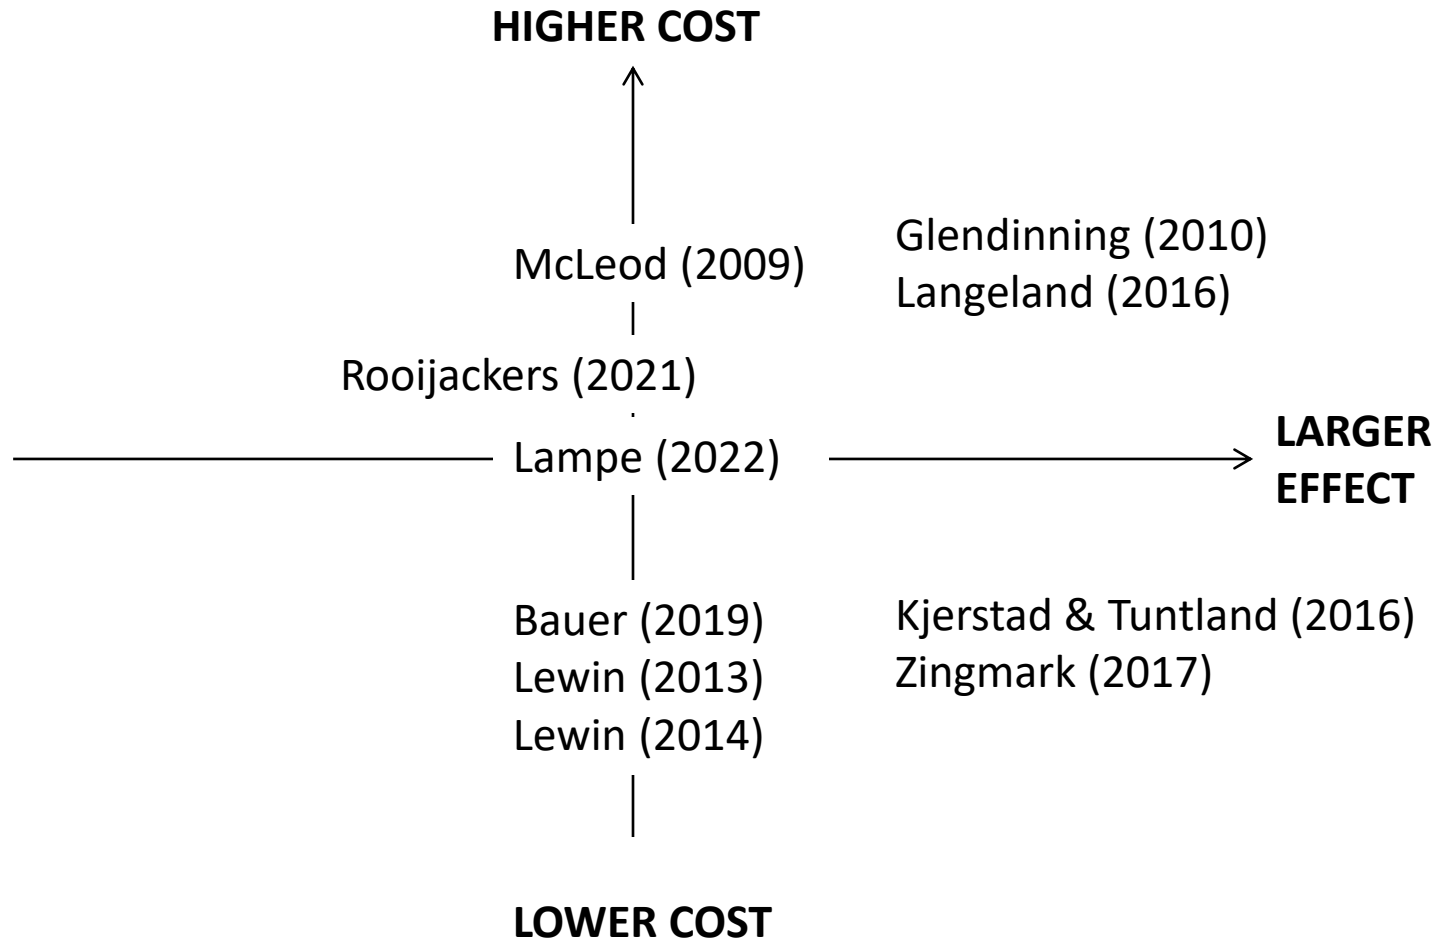 HIGHER COST
Glendinning (2010)
McLeod (2009)
Langeland (2016)
Rooijackers (2021)
LARGER
EFFECT
Lampe (2022)
Bauer (2019)
Lewin (2013)
Lewin (2014)
Kjerstad & Tuntland (2016)
Zingmark (2017)
LOWER COST